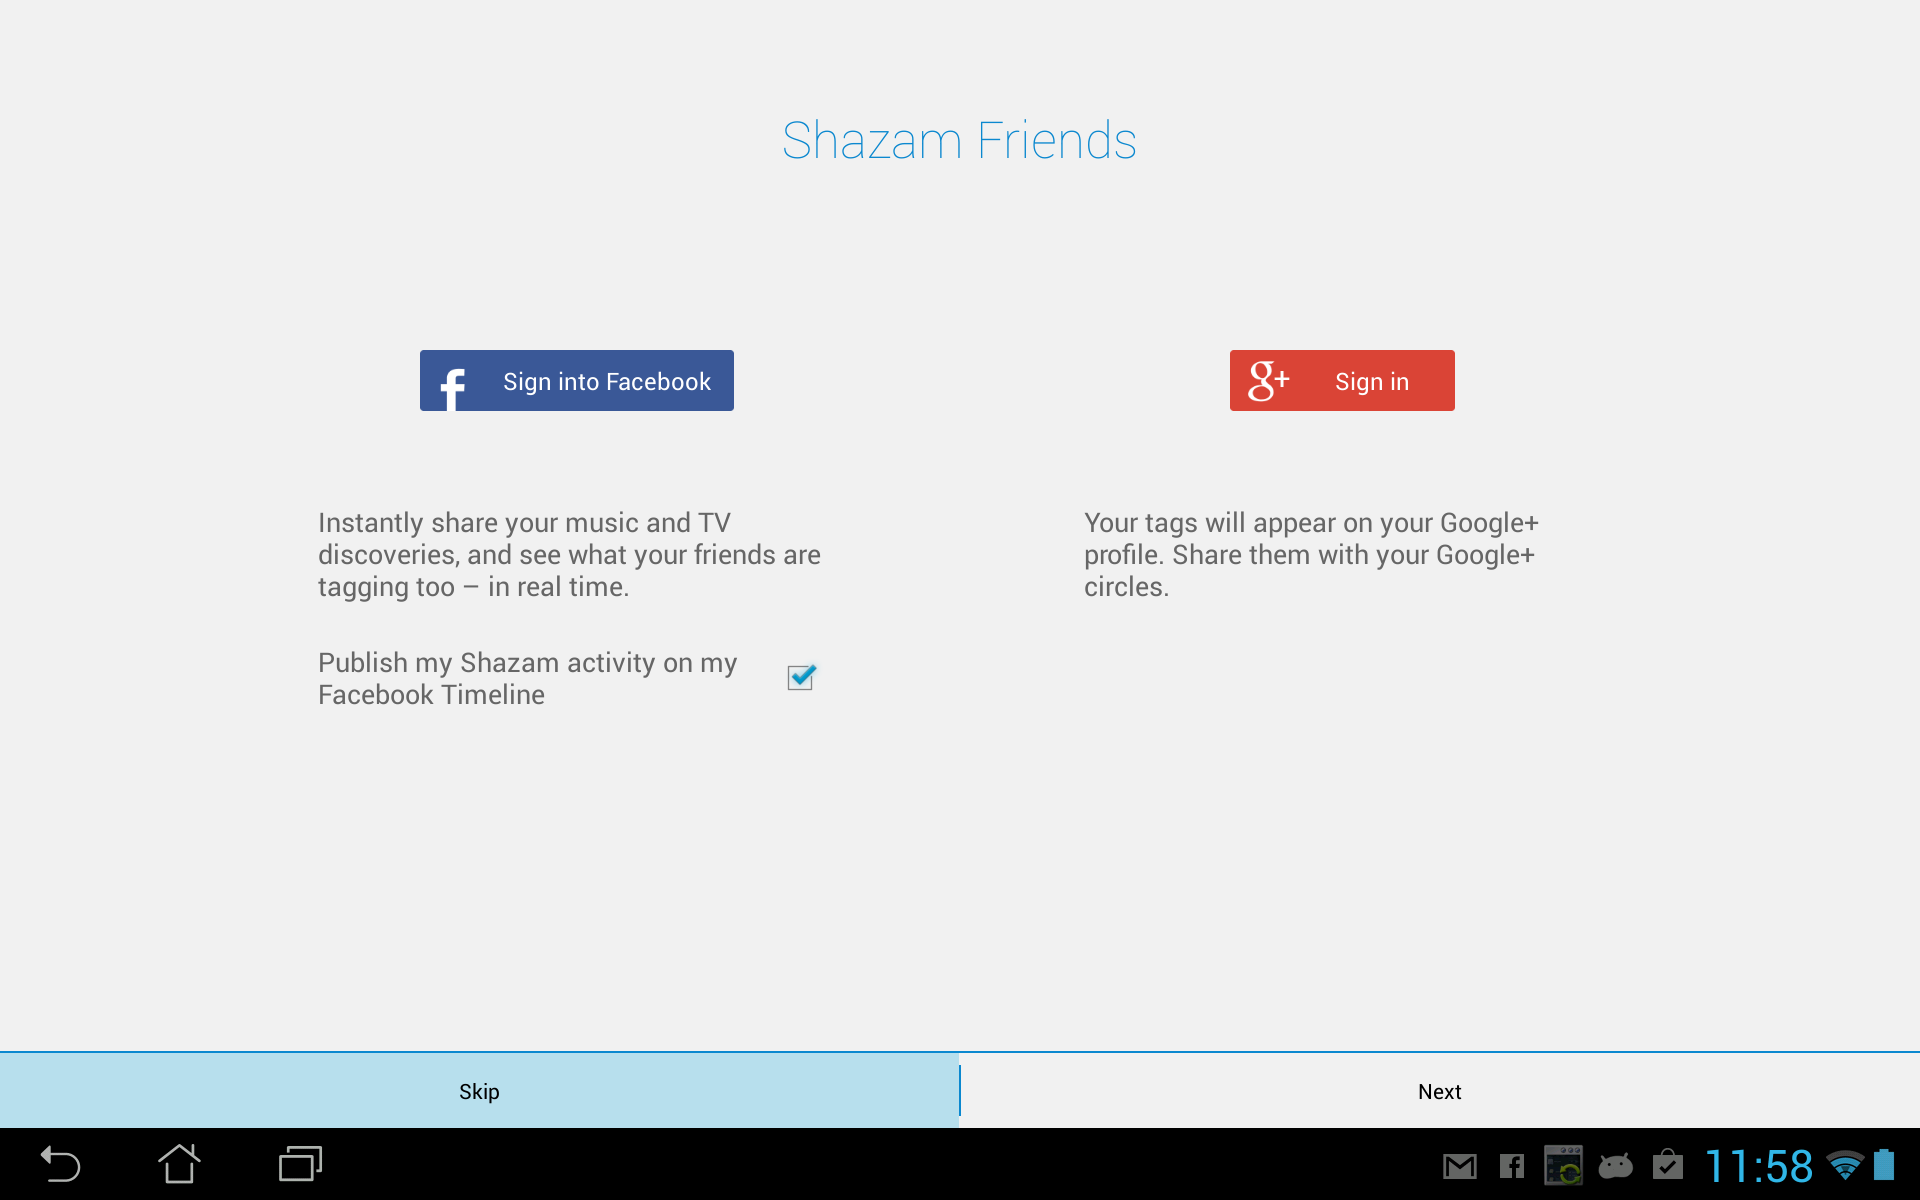 Shazam Friends
Sign into Facebook
g+ Sign in
Instantly share your music and TV
discoveries, and see what your friends are
tagging too – in real time.
Your tags will appear on your Google+
profile. Share them with your Google+
circles.
Publish my Shazam activity on my
Facebook Timeline
Skip
Next
11:58